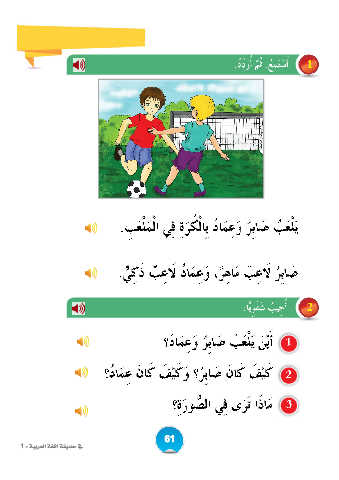 1 أَسْتَمِعُ، ثُمَّ أُرَدِّدُ.
يَلْعَبُ صَابِرُ وَعِمَادُ بِالْكُرَةِ فِي الْمَلْعَبِ.
صَابِرُ لَاعِبٌ مَاهِرٌ، وَعِمَادُ لَاعِبٌ ذَكِيٌّ.
2 أُجِيبُ شَفَوِيًّا:
1 أَيْنَ يَلْعَبُ صَابِرُ وَعِمَادُ؟
2 كَيْفَ كَانَ صَابِرُ؟ وَكَيْفَ كَانَ عِمَادُ؟
3 مَاذَا تَرَى فِي الصُّورَةِ؟
61
في حديقة اللغة العربية - 1